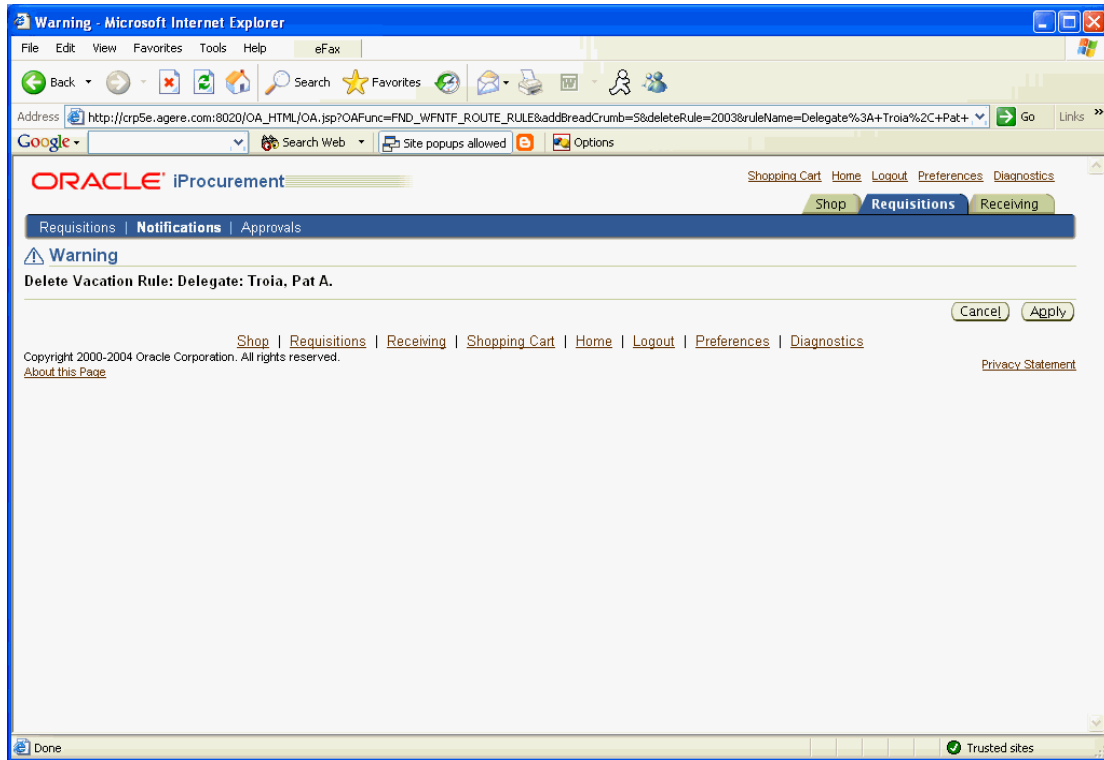 Warning - Microsoft Internet Explorer
File Edit View Favorites Tools Help eFax
Back Search Favorites
Address http://crp5e.agere.com:8020/OA_HTML/OA.jsp?OAFunc=FND_WFNTF_ROUTE_RULE&addBreadCrumb=S&deleteRule=2003&ruleName=Delegate%3A+Troia%2C+Pat+ Go Links »
Google Search Web Site popups allowed Options
ORACLE iProcurement
Shopping Cart Home Logout Preferences Diagnostics
Shop Requisitions Receiving
Requisitions | Notifications | Approvals
Warning
Delete Vacation Rule: Delegate: Troia, Pat A.
Cancel Apply
Shop | Requisitions | Receiving | Shopping Cart | Home | Logout | Preferences | Diagnostics
Copyright 2000-2004 Oracle Corporation. All rights reserved.
About this Page
Privacy Statement
Done Trusted sites